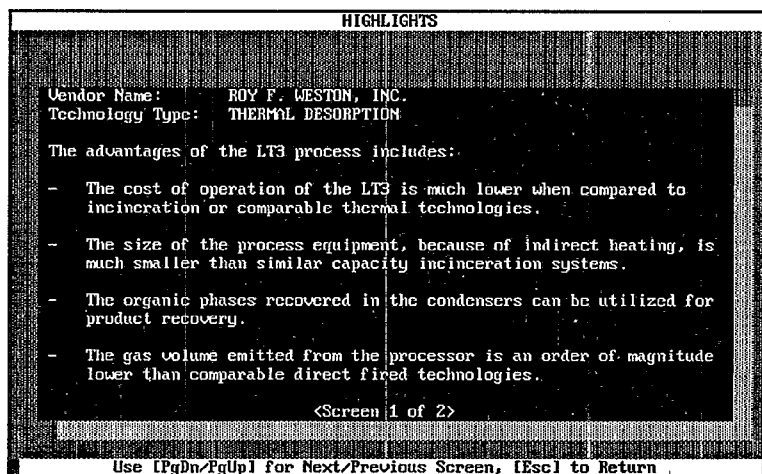 HIGHLIGHTS
Vendor Name: ROY F. WESTON, INC.
Technology Type: THERMAL DESORPTION
The advantages of the LT3 process includes:
- The cost of operation of the LT3 is much lower when compared to
incineration or comparable thermal technologies.
- The size of the process equipment, because of indirect heating, is
much smaller than similar capacity incinceration systems.
- The organic phases recovered in the condensers can be utilized for
product recovery.
- The gas volume emitted from the processor is an order of magnitude
lower than comparable direct fired technologies.
<Screen 1 of 2>
Use [PgDn/PgUp] for Next/Previous Screen, [Esc] to Return